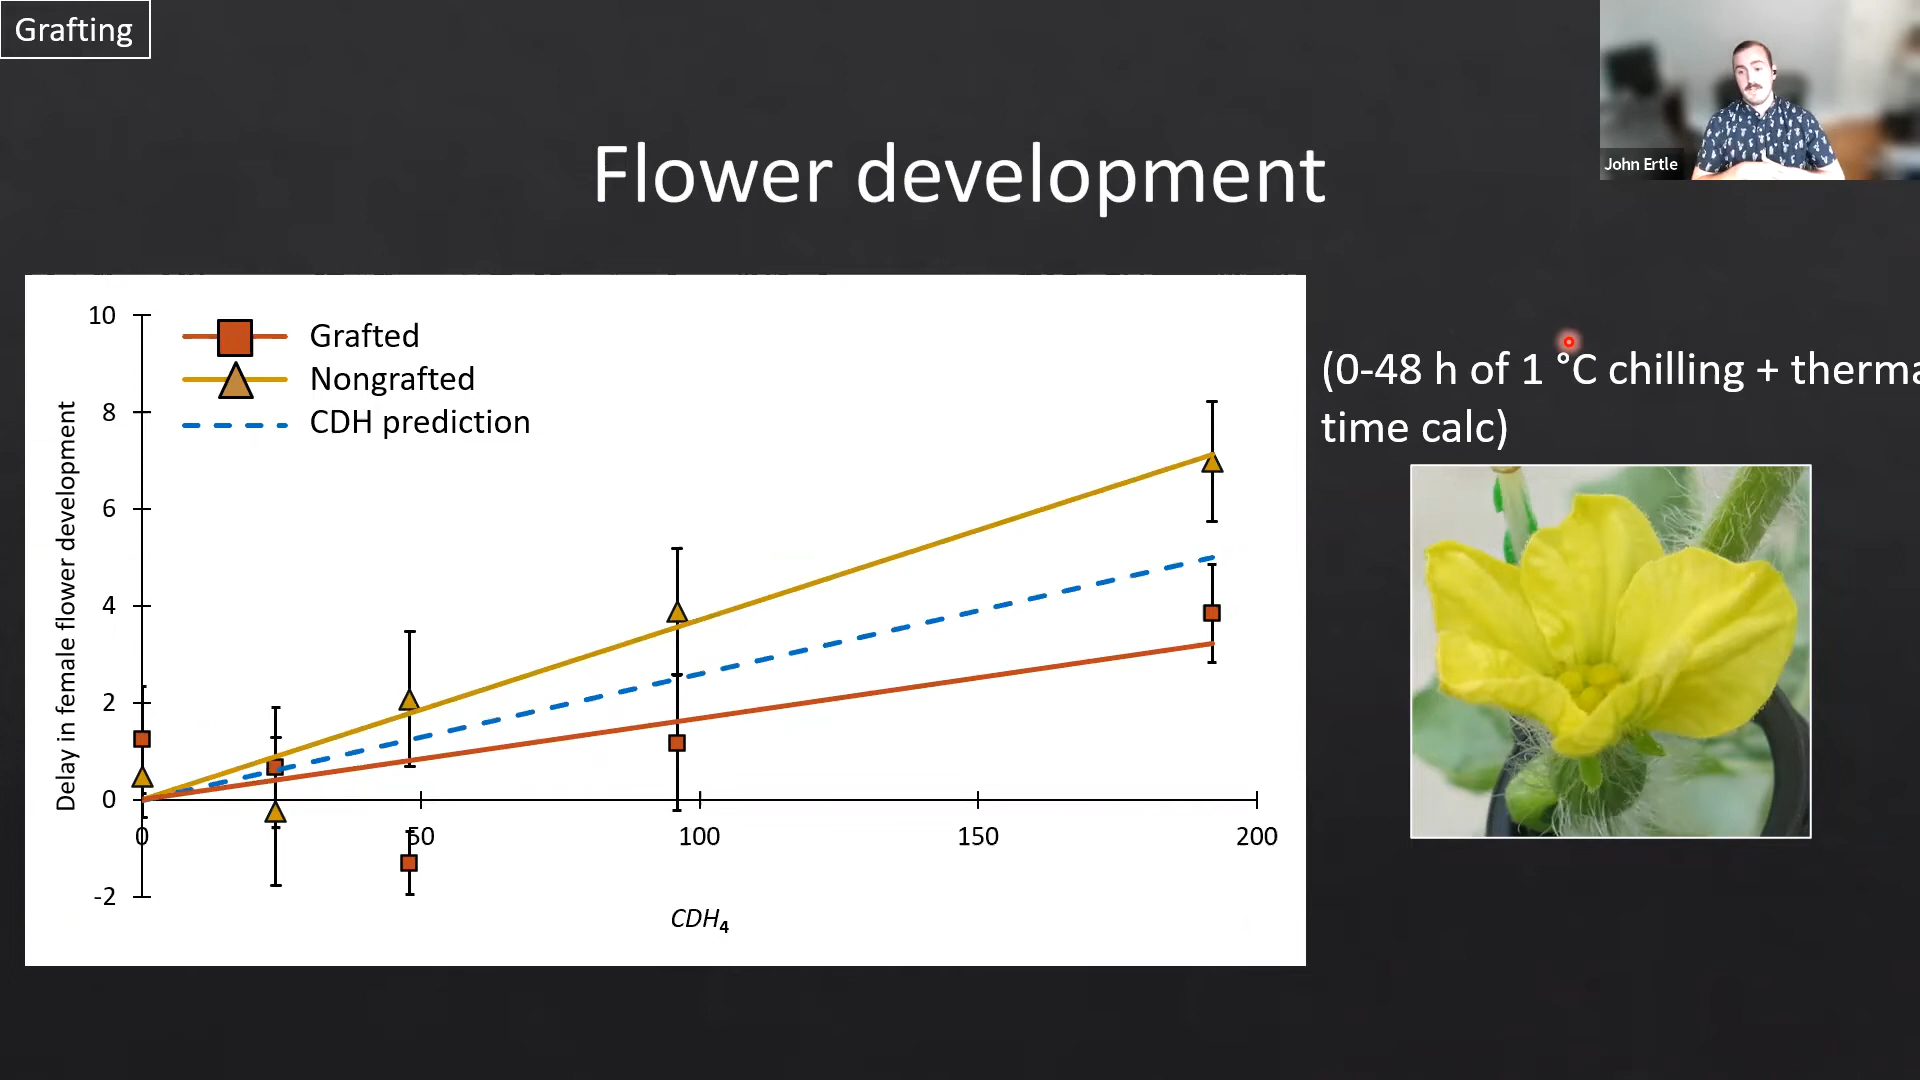 Grafting
John Ertle
Flower development
Delay in female flower development
10
8
6
4
2
0
-2
Grafted
Nongrafted
CDH prediction
0
50
100
150
200
CDH₄
(0-48 h of 1 °C chilling + therma
time calc)